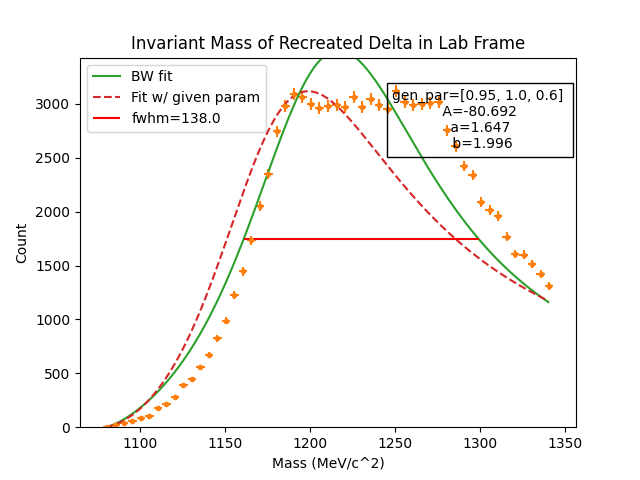 Invariant Mass of Recreated Delta in Lab Frame
BW fit
Fit w/ given param
fwhm=138.0
gen_par=[0.95, 1.0, 0.6]
A=-80.692
a=1.647
b=1.996
3000
2500
2000
1500
1000
500
0
Count
1100
1150
1200
1250
1300
1350
Mass (MeV/c^2)